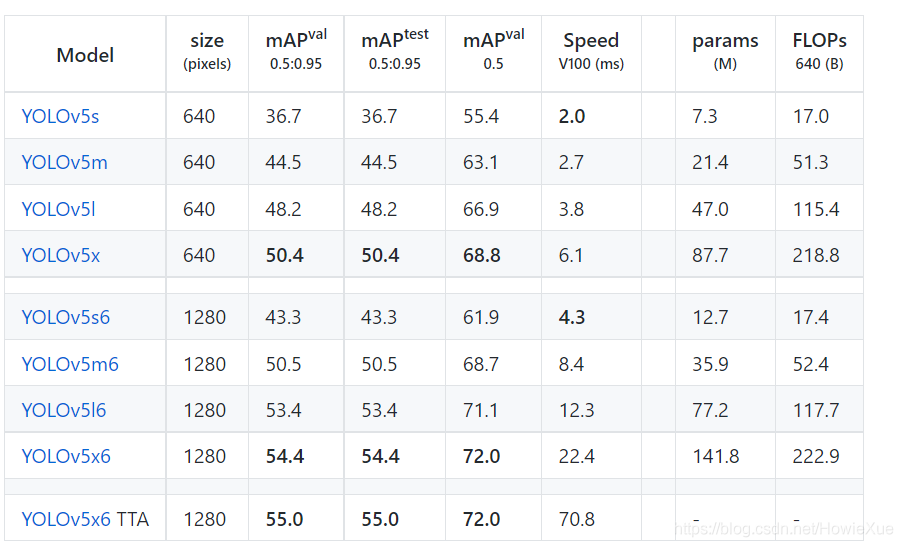 Model size mAPval mAPtest mAPval Speed params FLOPs
(pixels) 0.5:0.95 0.5:0.95 0.5 V100 (ms) (M) 640 (B)
YOLOv5s 640 36.7 36.7 55.4 2.0 7.3 17.0
YOLOv5m 640 44.5 44.5 63.1 2.7 21.4 51.3
YOLOv5l 640 48.2 48.2 66.9 3.8 47.0 115.4
YOLOv5x 640 50.4 50.4 68.8 6.1 87.7 218.8
YOLOv5s6 1280 43.3 43.3 61.9 4.3 12.7 17.4
YOLOv5m6 1280 50.5 50.5 68.7 8.4 35.9 52.4
YOLOv5l6 1280 53.4 53.4 71.1 12.3 77.2 117.7
YOLOv5x6 1280 54.4 54.4 72.0 22.4 141.8 222.9
YOLOv5x6 TTA 1280 55.0 55.0 72.0 70.8 - -
https://blog.csdn.net/HowieXue